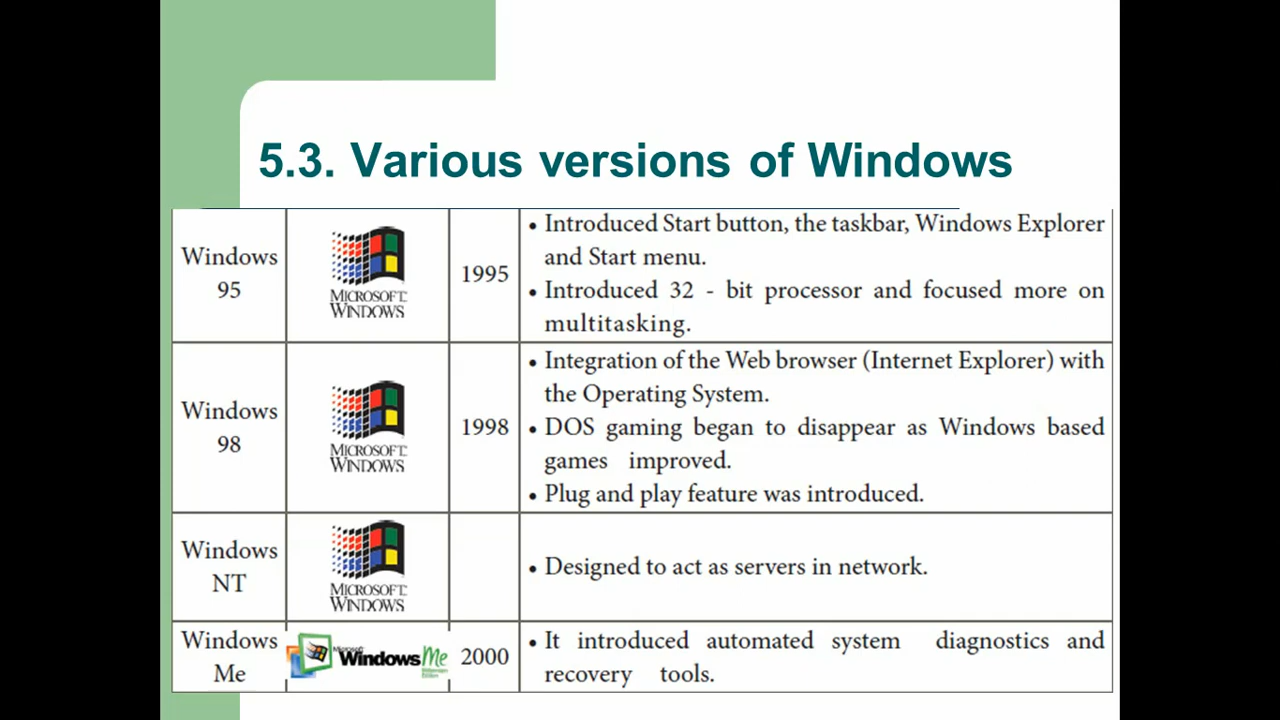 5.3. Various versions of Windows
Windows
95
MICROSOFT
WINDOWS
1995
• Introduced Start button, the taskbar, Windows Explorer
and Start menu.
• Introduced 32 - bit processor and focused more on
multitasking.
Windows
98
MICROSOFT
WINDOWS
1998
• Integration of the Web browser (Internet Explorer) with
the Operating System.
• DOS gaming began to disappear as Windows based
games improved.
• Plug and play feature was introduced.
Windows
NT
MICROSOFT
WINDOWS
• Designed to act as servers in network.
Windows
Me
Microsoft
Windows Me
Millennium
Edition
2000
• It introduced automated system diagnostics and
recovery tools.